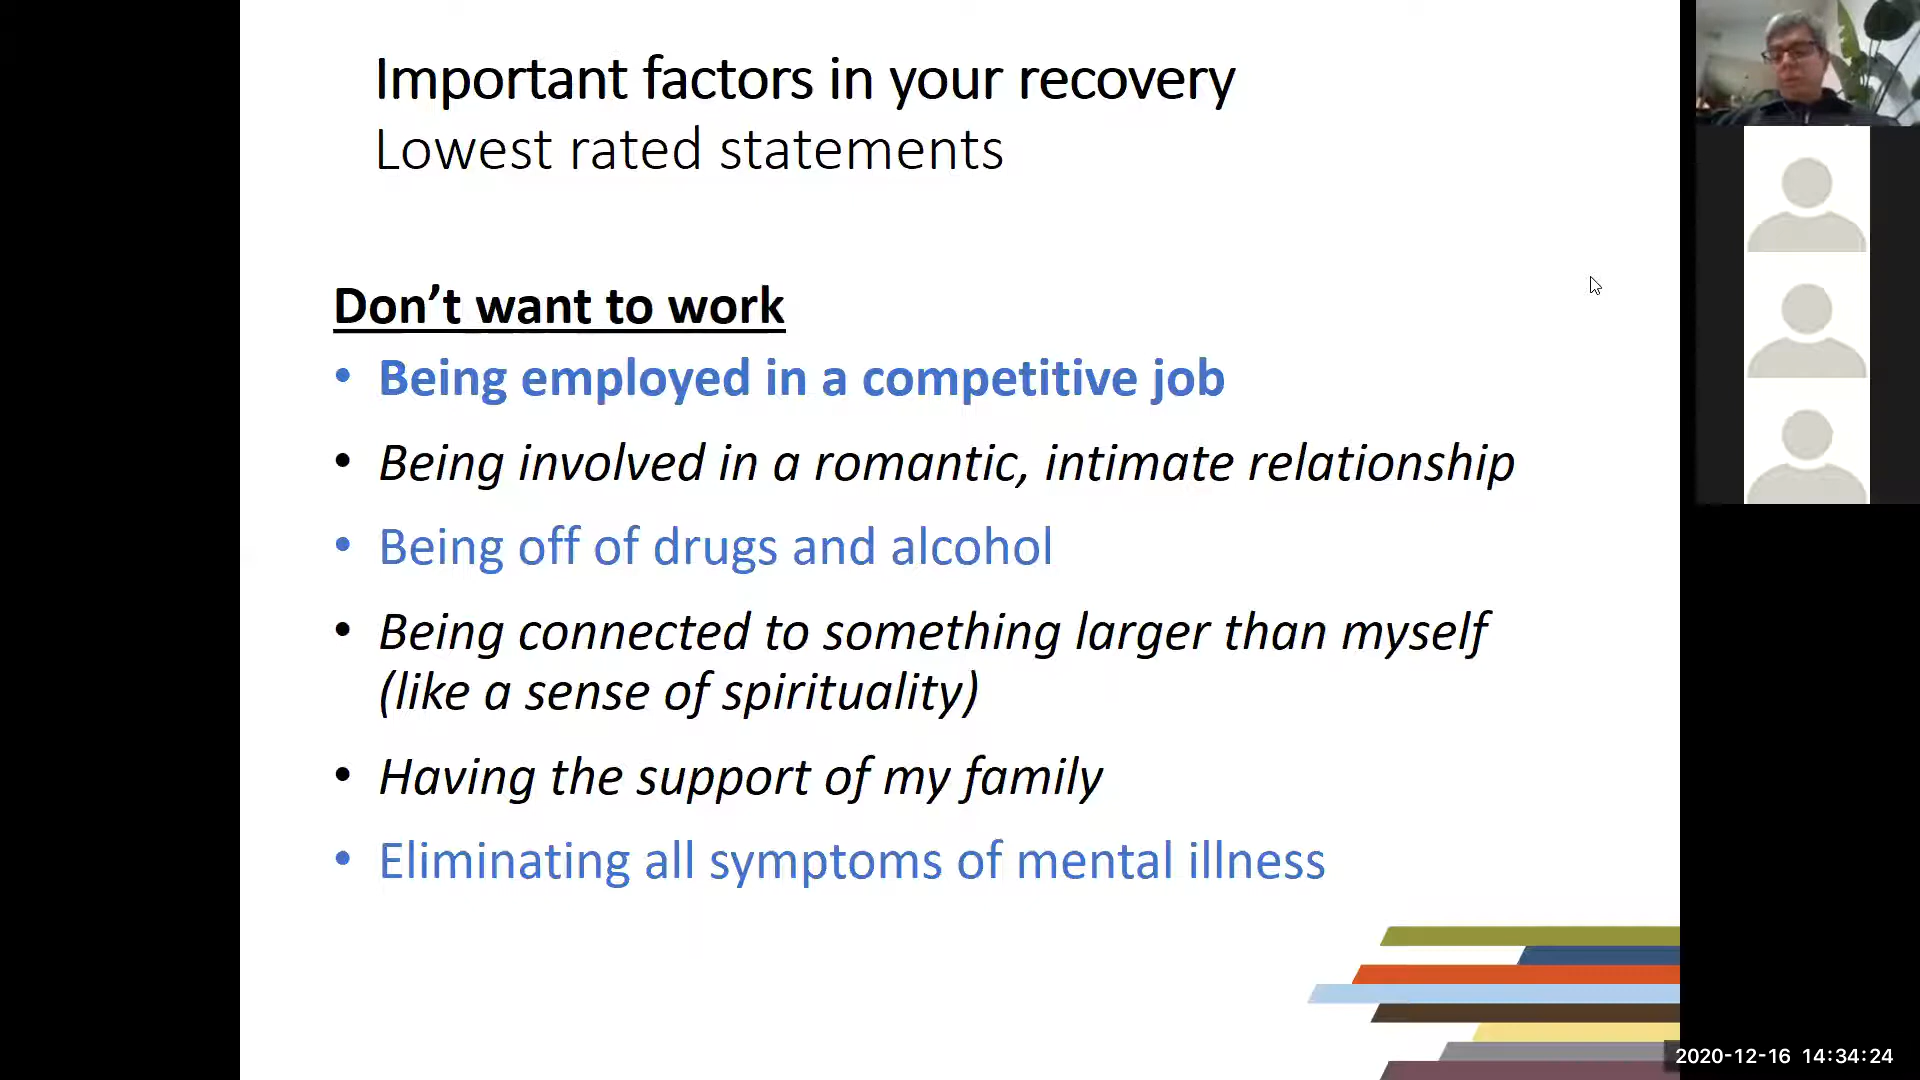 Important factors in your recovery
Lowest rated statements
Don’t want to work
• Being employed in a competitive job
• Being involved in a romantic, intimate relationship
• Being off of drugs and alcohol
• Being connected to something larger than myself
(like a sense of spirituality)
• Having the support of my family
• Eliminating all symptoms of mental illness
2020-12-16 14:34:24